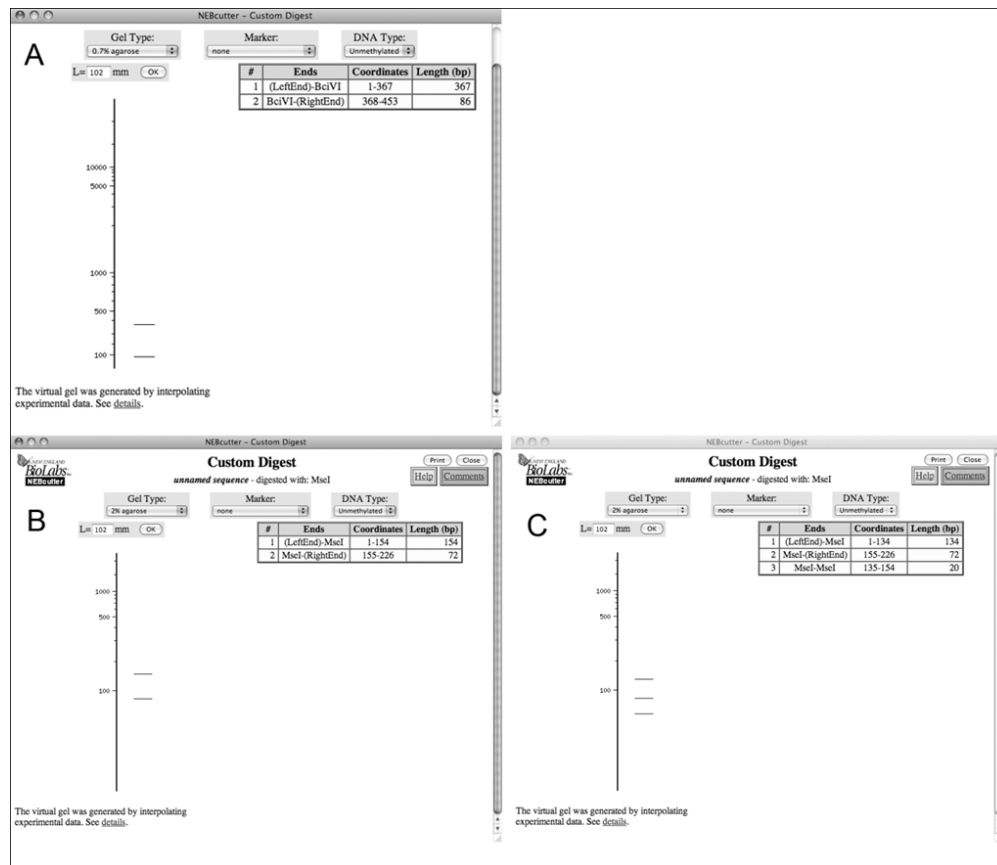 NEBcutter – Custom Digest
A
Gel Type: Marker: DNA Type:
0.7% agarose none Unmethylated
L= 102 mm OK
# Ends Coordinates Length (bp)
1 (LeftEnd)-BciVI 1-367 367
2 BciVI-(RightEnd) 368-453 86
10000
5000
1000
500
100
The virtual gel was generated by interpolating
experimental data. See details.
NEBcutter – Custom Digest
NEW ENGLAND
BioLabs Inc.
NEBcutter
Custom Digest
Print Close
unnamed sequence - digested with: MseI
Help Comments
B
Gel Type: Marker: DNA Type:
2% agarose none Unmethylated
L= 102 mm OK
# Ends Coordinates Length (bp)
1 (LeftEnd)-MseI 1-154 154
2 MseI-(RightEnd) 155-226 72
1000
500
100
The virtual gel was generated by interpolating
experimental data. See details.
NEBcutter – Custom Digest
NEW ENGLAND
BioLabs Inc.
NEBcutter
Custom Digest
Print Close
unnamed sequence - digested with: MseI
Help Comments
C
Gel Type: Marker: DNA Type:
2% agarose none Unmethylated
L= 102 mm OK
# Ends Coordinates Length (bp)
1 (LeftEnd)-MseI 1-134 134
2 MseI-(RightEnd) 155-226 72
3 MseI-MseI 135-154 20
1000
500
100
The virtual gel was generated by interpolating
experimental data. See details.